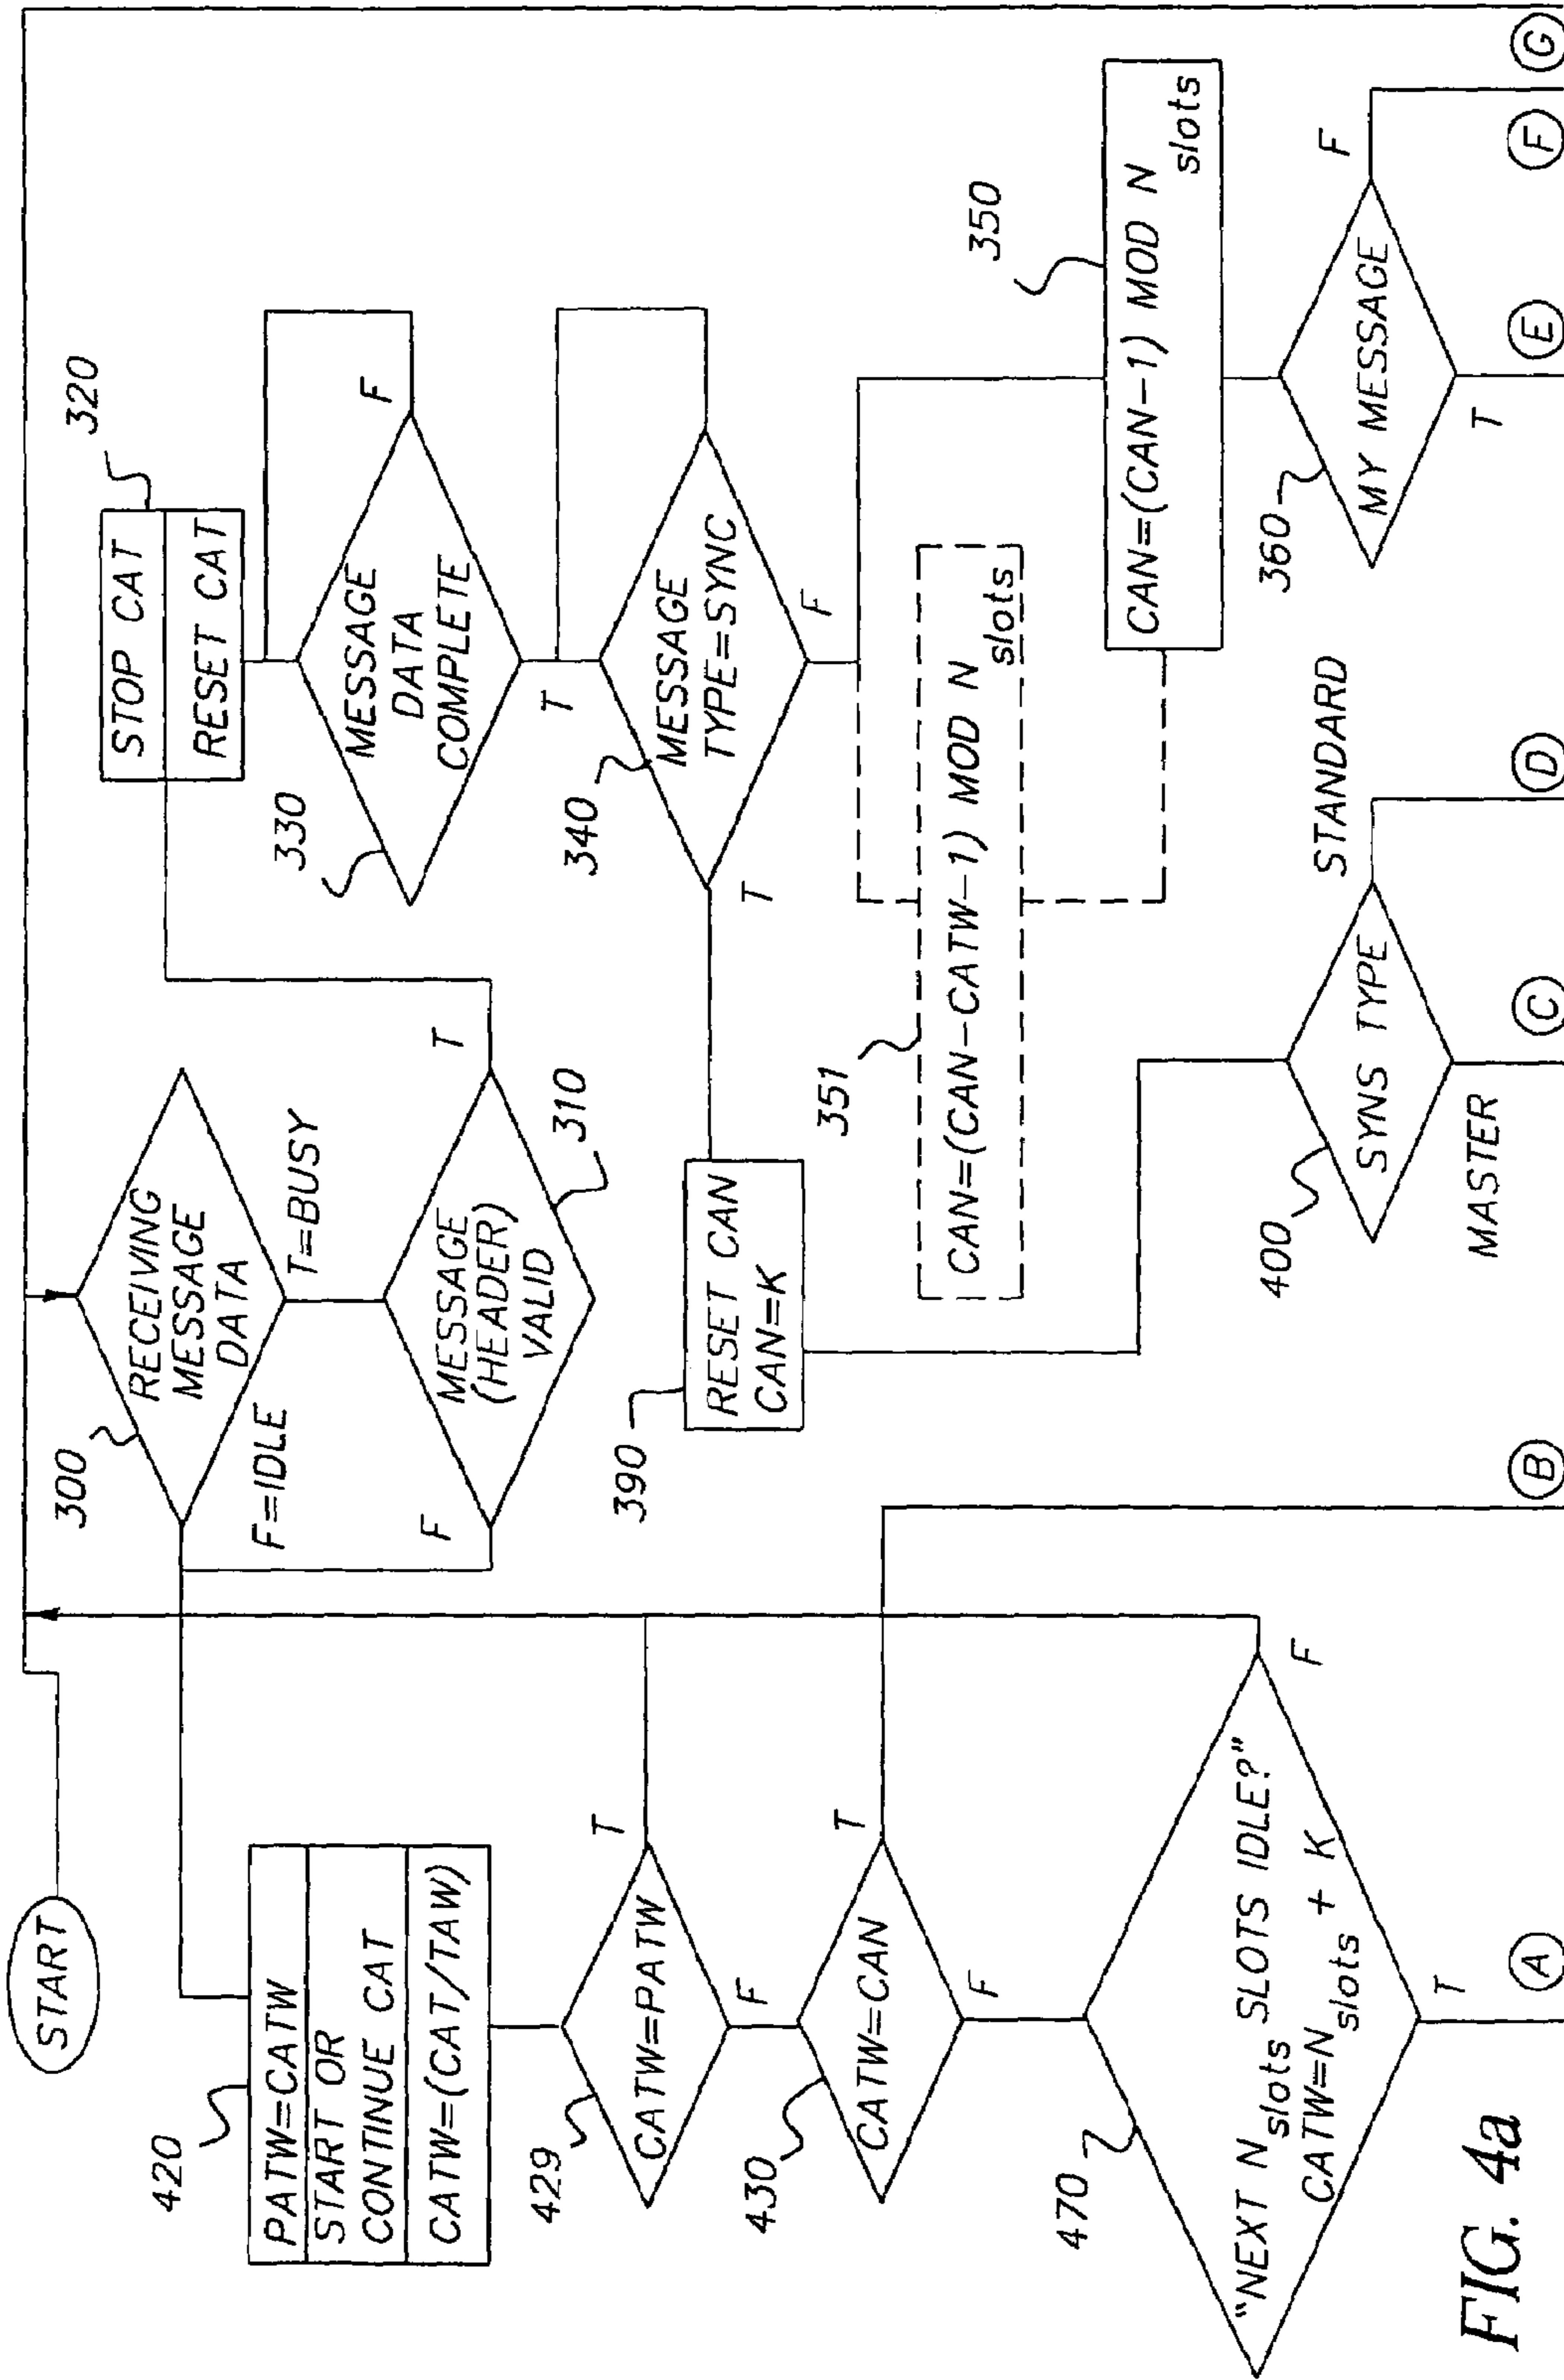 START
300
RECEIVING
MESSAGE
DATA
F=IDLE
T=BUSY
MESSAGE
(HEADER)
VALID
310
F
T
320
STOP CAT
RESET CAT
330
MESSAGE
DATA
COMPLETE
F
T
340
MESSAGE
TYPE=SYNC
T
F
390
RESET CAN
CAN=K
351
CAN=(CAN-CATW-1) MOD N slots
350
CAN=(CAN-1) MOD N slots
360
MY MESSAGE
F
T
400
SYNS TYPE
STANDARD
MASTER
420
PATW=CATW
START OR
CONTINUE CAT
CATW=(CAT/TAW)
429
CATW=PATW
T
F
430
CATW=CAN
T
F
470
"NEXT N slots SLOTS IDLE?"
CATW=N slots + K
F
T
A
B
C
D
E
F
G
FIG. 4a